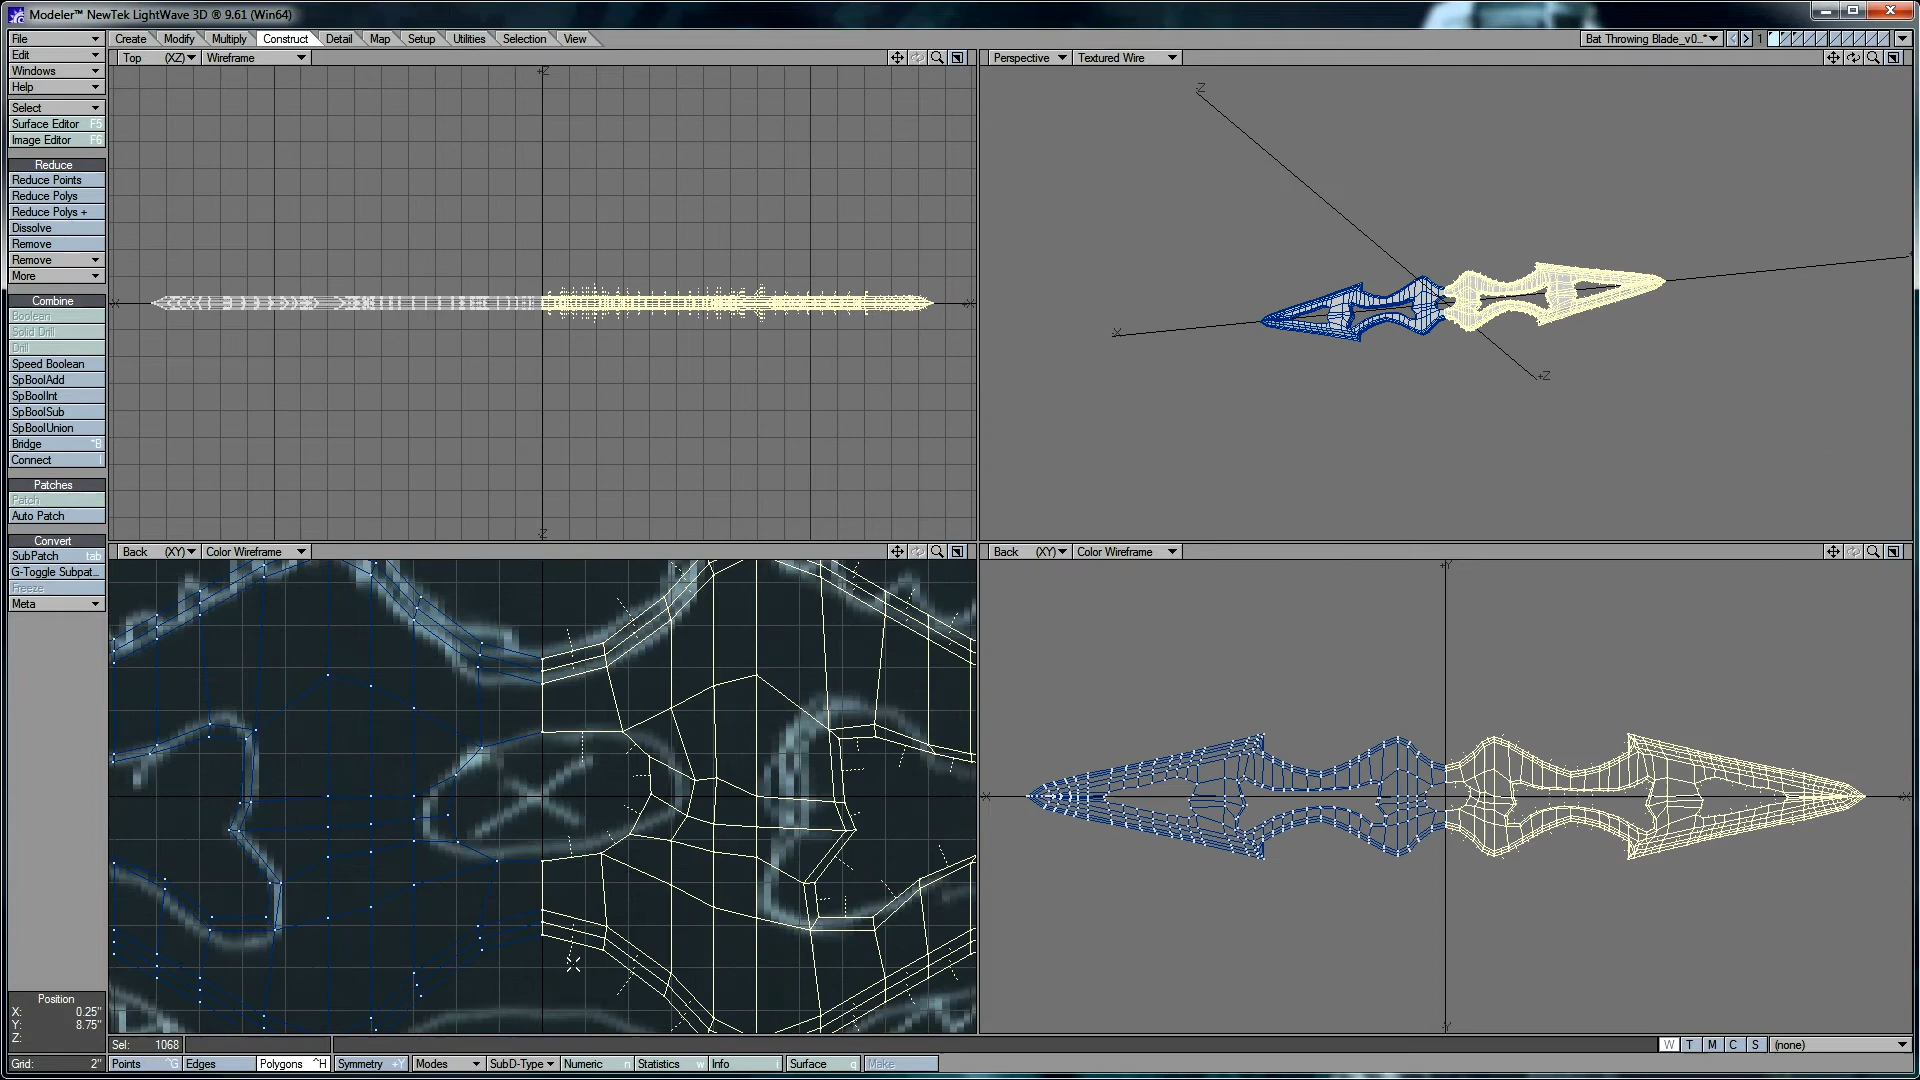 Modeler™ NewTek LightWave 3D ® 9.61 (Win64)
File
Edit
Windows
Help
Select
Surface Editor F5
Image Editor F6
Reduce
Reduce Points
Reduce Polys
Reduce Polys +
Dissolve
Remove
Remove
More
Combine
Boolean
Solid Drill
Drill
Speed Boolean
SpBoolAdd
SpBoolInt
SpBoolSub
SpBoolUnion
Bridge ^B
Connect l
Patches
Patch
Auto Patch
Convert
SubPatch tab
G-Toggle Subpat...
Freeze
Meta
Position
X: 0.25"
Y: 8.75"
Z:
Grid: 2"
Create Modify Multiply Construct Detail Map Setup Utilities Selection View
Bat Throwing Blade_v0...* 1
Top (XZ) Wireframe
Perspective Textured Wire
Back (XY) Color Wireframe
Back (XY) Color Wireframe
Sel: 1068
W T M C S (none)
Points ^G Edges Polygons ^H Symmetry +Y Modes SubD-Type Numeric n Statistics w Info i Surface q Make